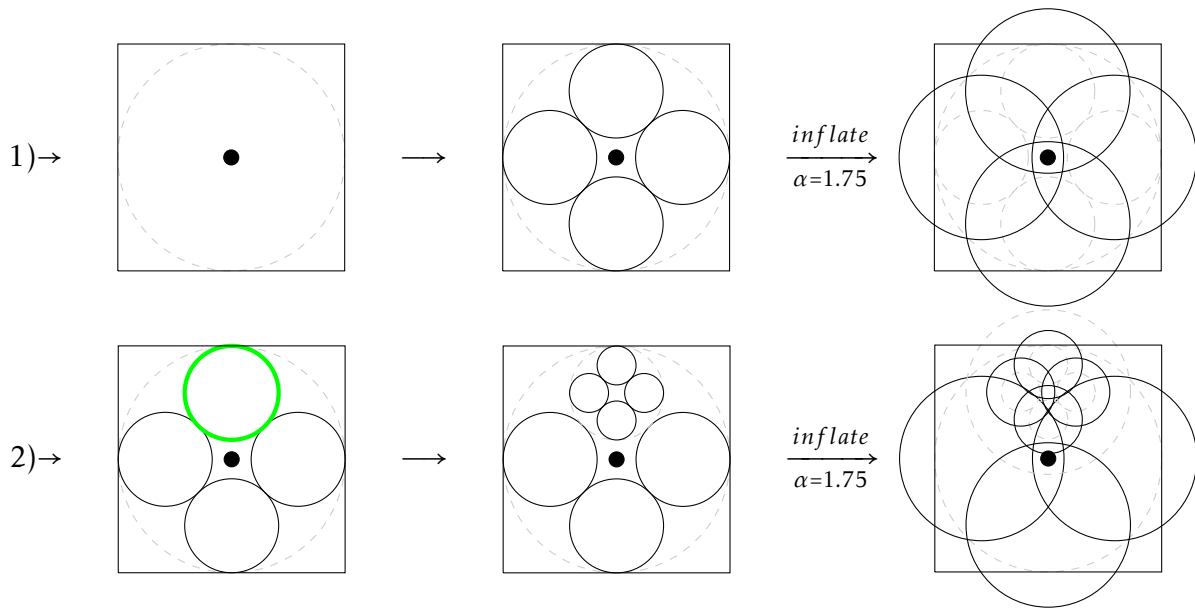 1)→
inflate
α=1.75
2)→
inflate
α=1.75